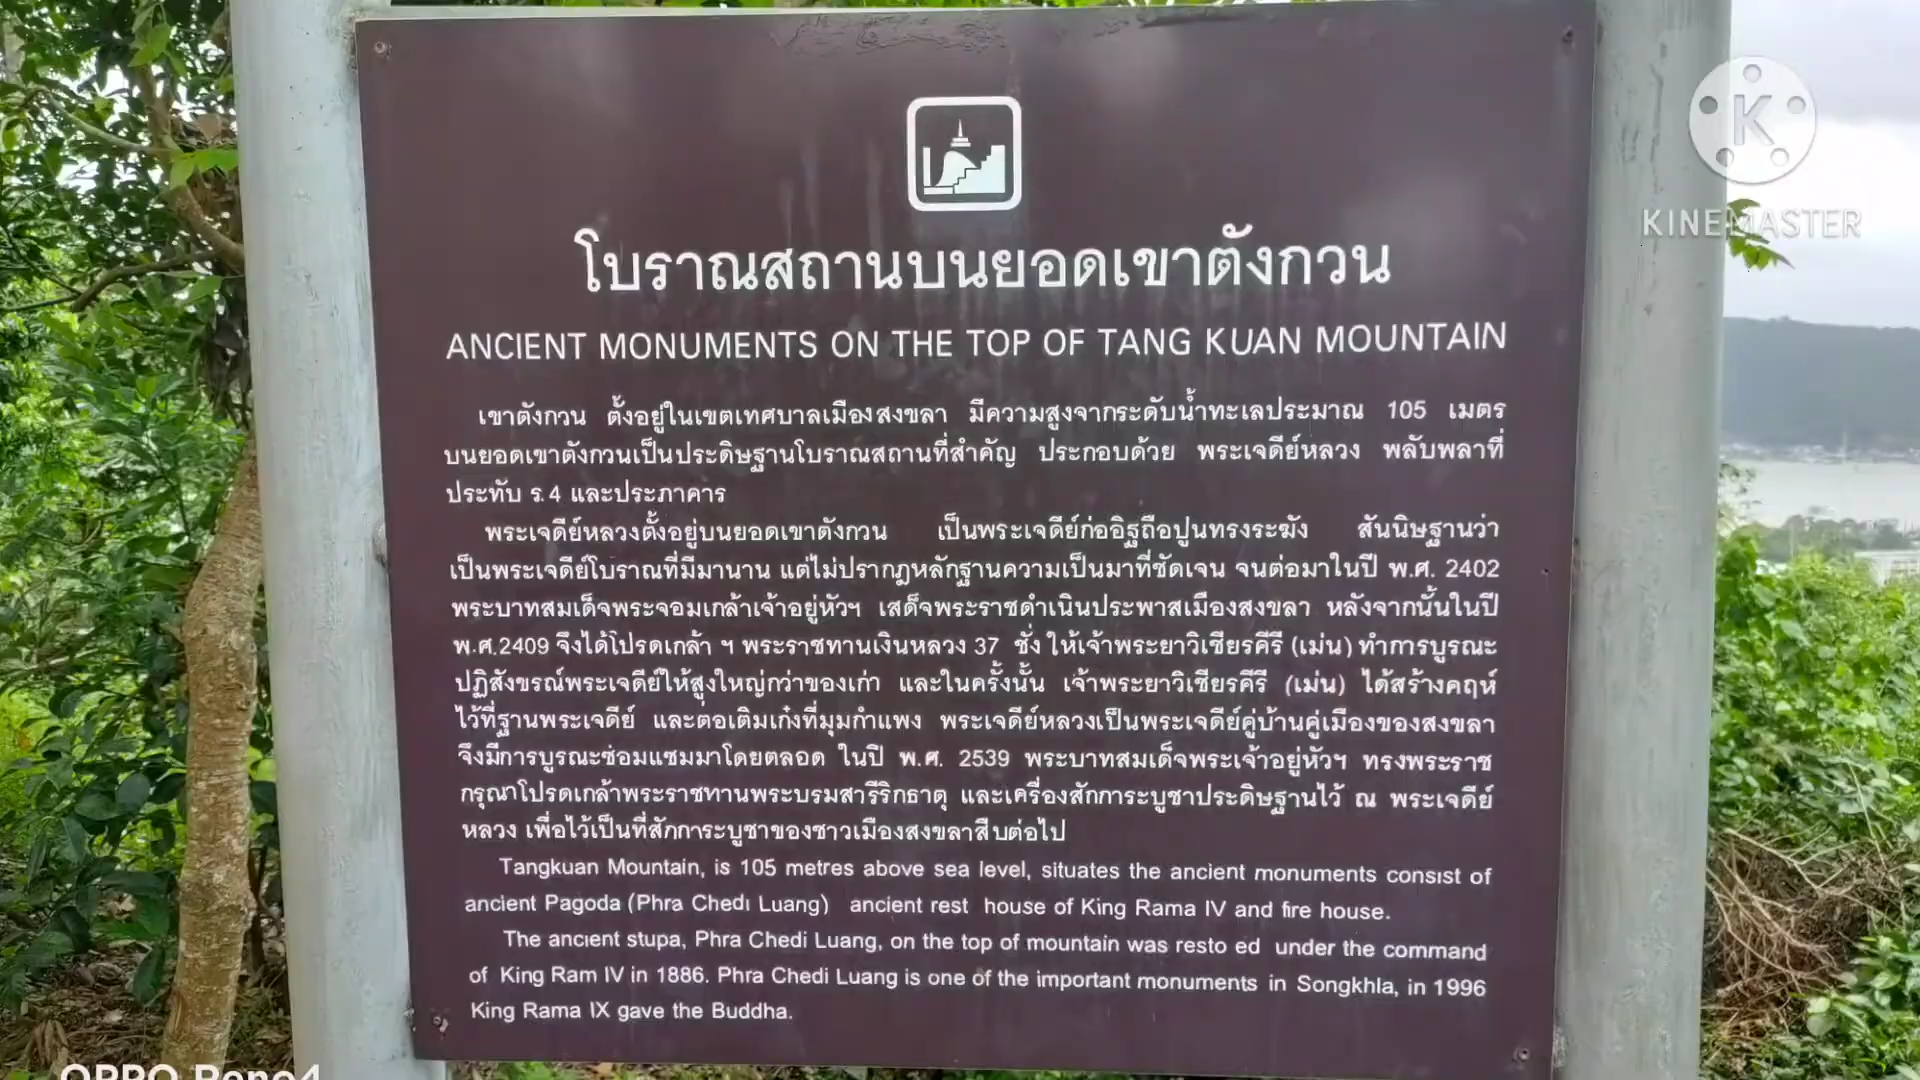 K
KINEMASTER
โบราณสถานบนยอดเขาตังกวน
ANCIENT MONUMENTS ON THE TOP OF TANG KUAN MOUNTAIN
เขาตังกวน ตั้งอยู่ในเขตเทศบาลเมืองสงขลา มีความสูงจากระดับน้ำทะเลประมาณ 105 เมตร
บนยอดเขาตังกวนเป็นประดิษฐานโบราณสถานที่สำคัญ ประกอบด้วย พระเจดีย์หลวง พลับพลาที่
ประทับ ร.4 และประภาคาร
พระเจดีย์หลวงตั้งอยู่บนยอดเขาตังกวน เป็นพระเจดีย์ก่ออิฐถือปูนทรงระฆัง สันนิษฐานว่า
เป็นพระเจดีย์โบราณที่มีมานาน แต่ไม่ปรากฎหลักฐานความเป็นมาที่ชัดเจน จนต่อมาในปี พ.ศ. 2402
พระบาทสมเด็จพระจอมเกล้าเจ้าอยู่หัวฯ เสด็จพระราชดำเนินประพาสเมืองสงขลา หลังจากนั้นในปี
พ.ศ.2409 จึงได้โปรดเกล้า ฯ พระราชทานเงินหลวง 37 ชั่ง ให้เจ้าพระยาวิเชียรคีรี (เม่น) ทำการบูรณะ
ปฏิสังขรณ์พระเจดีย์ให้สูงใหญ่กว่าของเก่า และในครั้งนั้น เจ้าพระยาวิเชียรคีรี (เม่น) ได้สร้างคฤห์
ไว้ที่ฐานพระเจดีย์ และต่อเติมเก๋งที่มุมกำแพง พระเจดีย์หลวงเป็นพระเจดีย์คู่บ้านคู่เมืองของสงขลา
จึงมีการบูรณะซ่อมแซมมาโดยตลอด ในปี พ.ศ. 2539 พระบาทสมเด็จพระเจ้าอยู่หัวฯ ทรงพระราช
กรุณาโปรดเกล้าพระราชทานพระบรมสารีริกธาตุ และเครื่องสักการะบูชาประดิษฐานไว้ ณ พระเจดีย์
หลวง เพื่อไว้เป็นที่สักการะบูชาของชาวเมืองสงขลาสืบต่อไป
Tangkuan Mountain, is 105 metres above sea level, situates the ancient monuments consist of
ancient Pagoda (Phra Chedi Luang) ancient rest house of King Rama IV and fire house.
The ancient stupa, Phra Chedi Luang, on the top of mountain was resto ed under the command
of King Ram IV in 1886. Phra Chedi Luang is one of the important monuments in Songkhla, in 1996
King Rama IX gave the Buddha.
OPPO Reno4